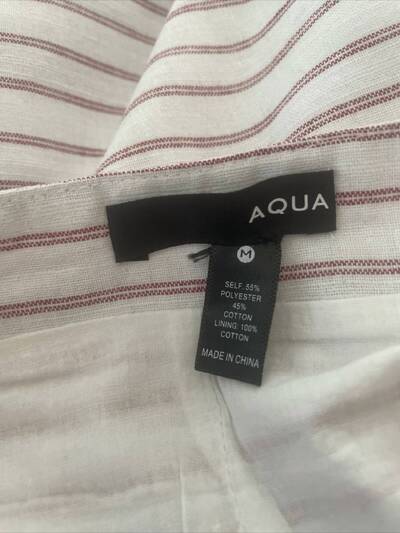 AQUA
M
SELF: 55%
POLYESTER
45%
COTTON
LINING: 100%
COTTON
MADE IN CHINA